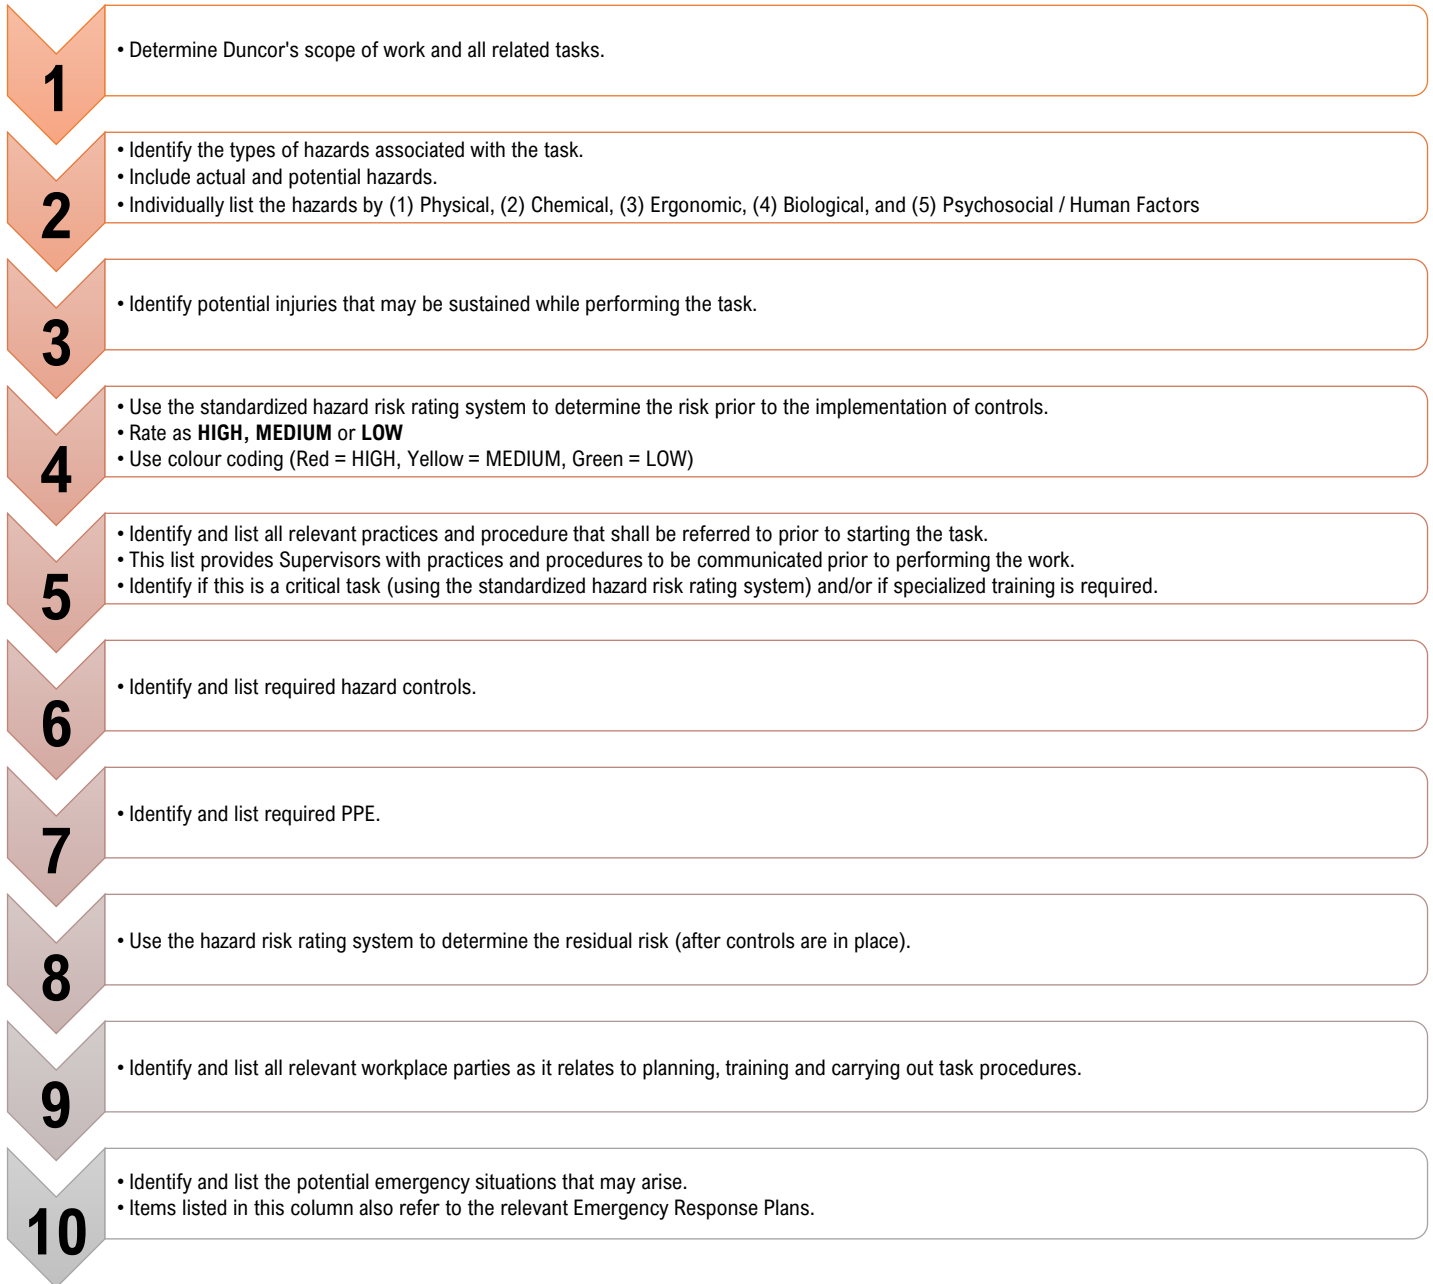 1
• Determine Duncor's scope of work and all related tasks.
2
• Identify the types of hazards associated with the task.
• Include actual and potential hazards.
• Individually list the hazards by (1) Physical, (2) Chemical, (3) Ergonomic, (4) Biological, and (5) Psychosocial / Human Factors
3
• Identify potential injuries that may be sustained while performing the task.
4
• Use the standardized hazard risk rating system to determine the risk prior to the implementation of controls.
• Rate as HIGH, MEDIUM or LOW
• Use colour coding (Red = HIGH, Yellow = MEDIUM, Green = LOW)
5
• Identify and list all relevant practices and procedure that shall be referred to prior to starting the task.
• This list provides Supervisors with practices and procedures to be communicated prior to performing the work.
• Identify if this is a critical task (using the standardized hazard risk rating system) and/or if specialized training is required.
6
• Identify and list required hazard controls.
7
• Identify and list required PPE.
8
• Use the hazard risk rating system to determine the residual risk (after controls are in place).
9
• Identify and list all relevant workplace parties as it relates to planning, training and carrying out task procedures.
10
• Identify and list the potential emergency situations that may arise.
• Items listed in this column also refer to the relevant Emergency Response Plans.